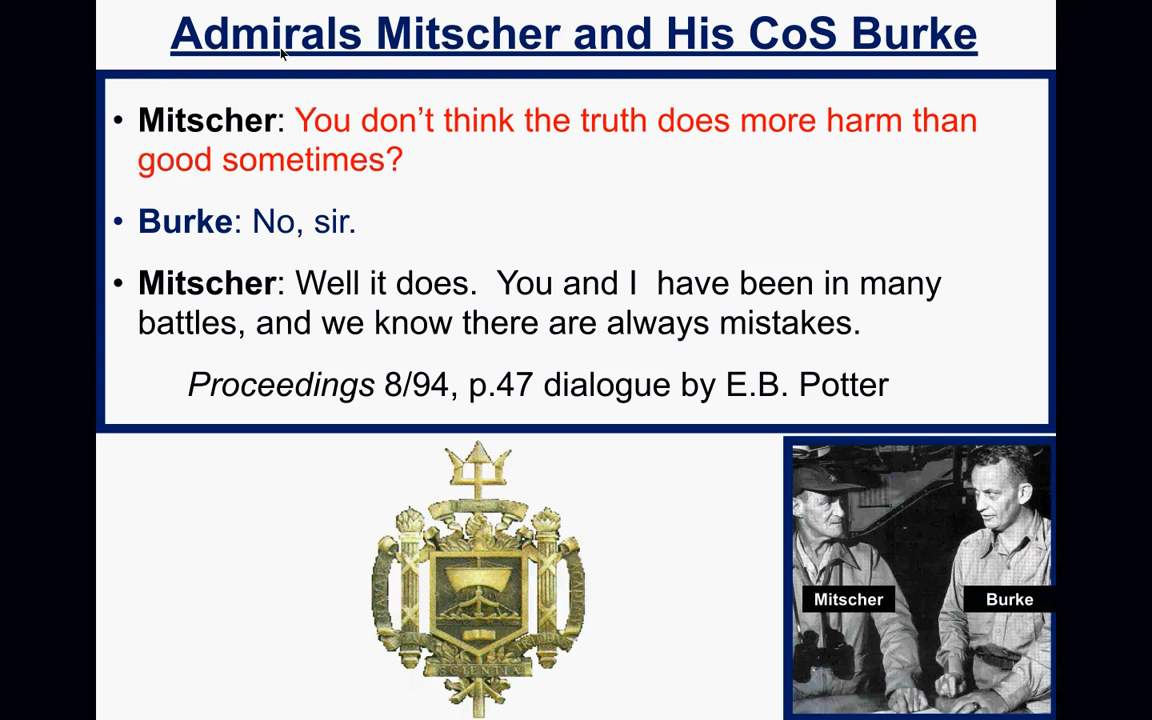 Admirals Mitscher and His CoS Burke
• Mitscher: You don’t think the truth does more harm than
good sometimes?
• Burke: No, sir.
• Mitscher: Well it does.  You and I  have been in many
battles, and we know there are always mistakes.
Proceedings 8/94, p.47 dialogue by E.B. Potter
SCIENTIA
Mitscher
Burke